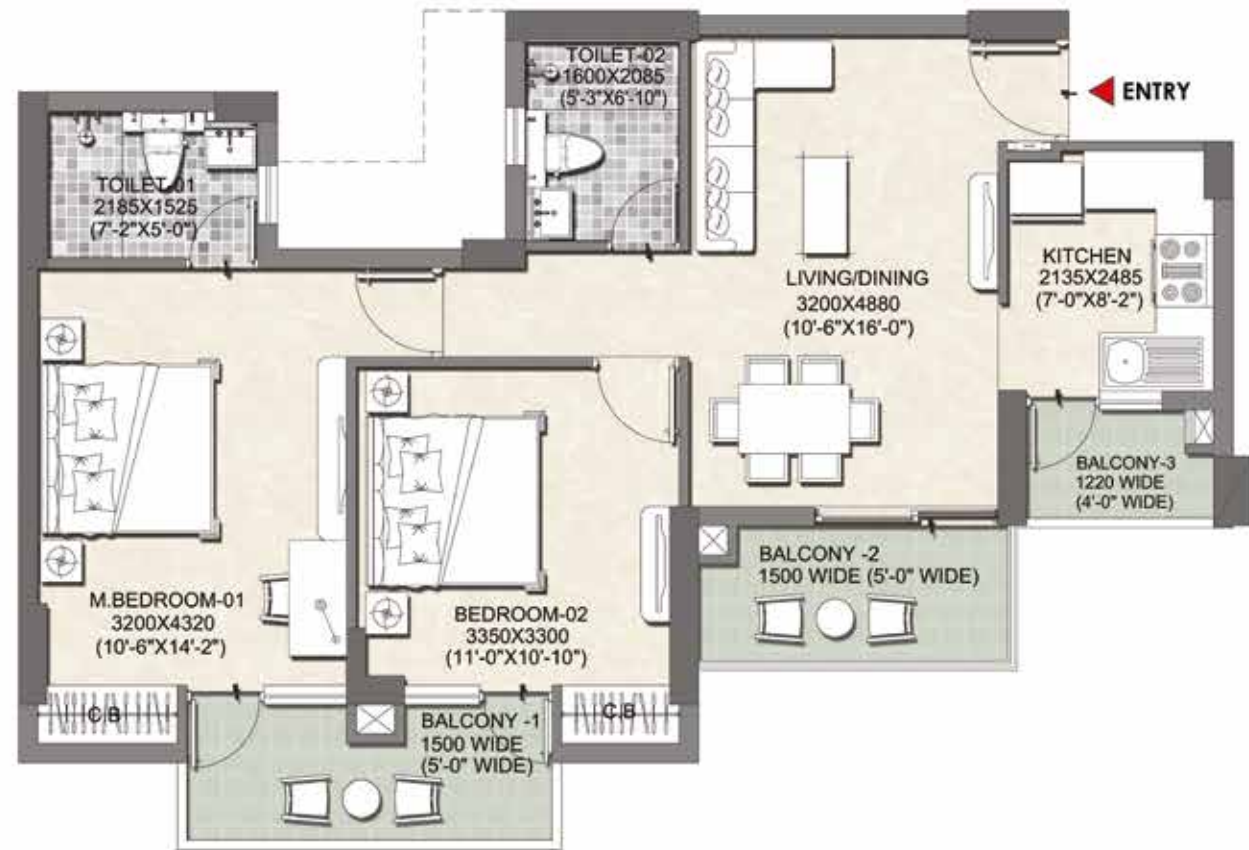 TOILET-02
1600X2085
(5'-3"X6'-10")
ENTRY
TOILET-01
2185X1525
(7'-2"X5'-0")
LIVING/DINING
3200X4880
(10'-6"X16'-0")
KITCHEN
2135X2485
(7'-0"X8'-2")
BALCONY-3
1220 WIDE
(4'-0" WIDE)
BALCONY -2
1500 WIDE (5'-0" WIDE)
M.BEDROOM-01
3200X4320
(10'-6"X14'-2")
BEDROOM-02
3350X3300
(11'-0"X10'-10")
C.B
C.B
BALCONY -1
1500 WIDE
(5'-0" WIDE)